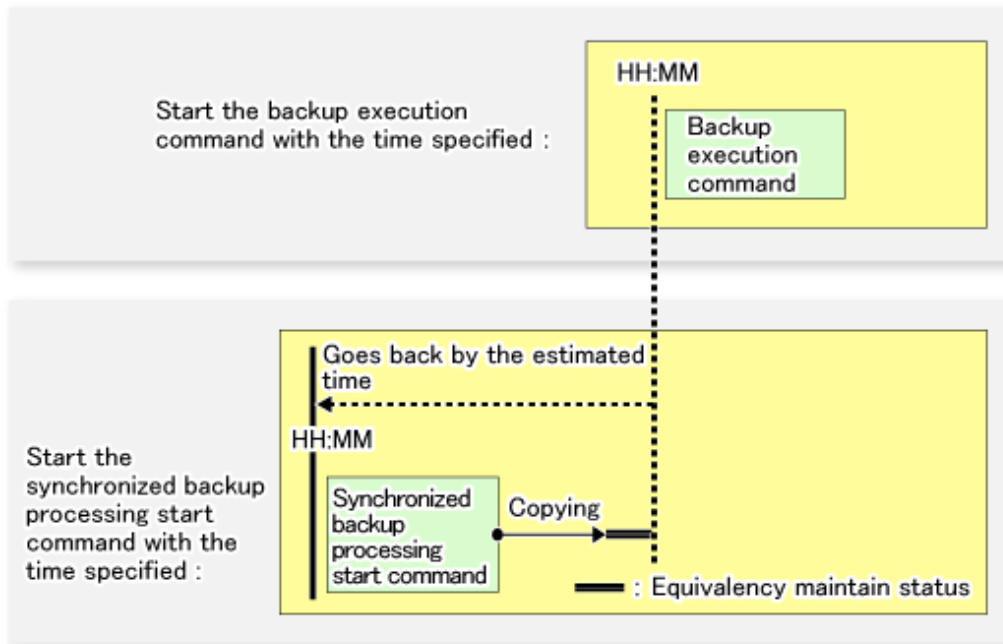 HH:MM
Start the backup execution
command with the time specified :
Backup
execution
command
Goes back by the estimated
time
HH:MM
Start the
synchronized backup
processing start
command with the
time specified :
Synchronized
backup
processing
start command
Copying
: Equivalency maintain status